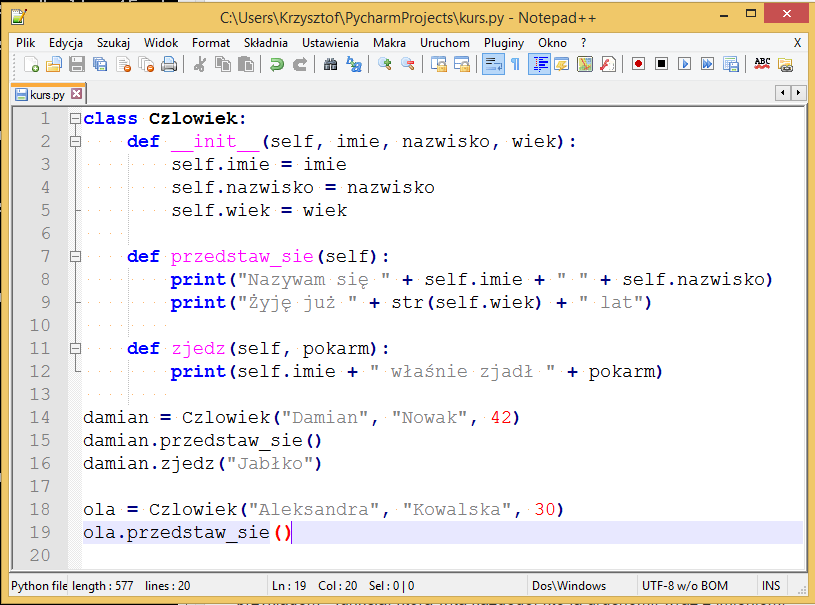 C:\Users\Krzysztof\PycharmProjects\kurs.py - Notepad++
Plik Edycja Szukaj Widok Format Składnia Ustawienia Makra Uruchom Pluginy Okno ? X
ABC
kurs.py
1 class Czlowiek:
2     def __init__(self, imie, nazwisko, wiek):
3         self.imie = imie
4         self.nazwisko = nazwisko
5         self.wiek = wiek
6
7     def przedstaw_sie(self):
8         print("Nazywam się " + self.imie + " " + self.nazwisko)
9         print("Żyję już " + str(self.wiek) + " lat")
10
11     def zjedz(self, pokarm):
12         print(self.imie + " właśnie zjadł " + pokarm)
13
14 damian = Czlowiek("Damian", "Nowak", 42)
15 damian.przedstaw_sie()
16 damian.zjedz("Jabłko")
17
18 ola = Czlowiek("Aleksandra", "Kowalska", 30)
19 ola.przedstaw_sie()
20
Python file length : 577 lines : 20 Ln : 19 Col : 20 Sel : 0 | 0 Dos\Windows UTF-8 w/o BOM INS